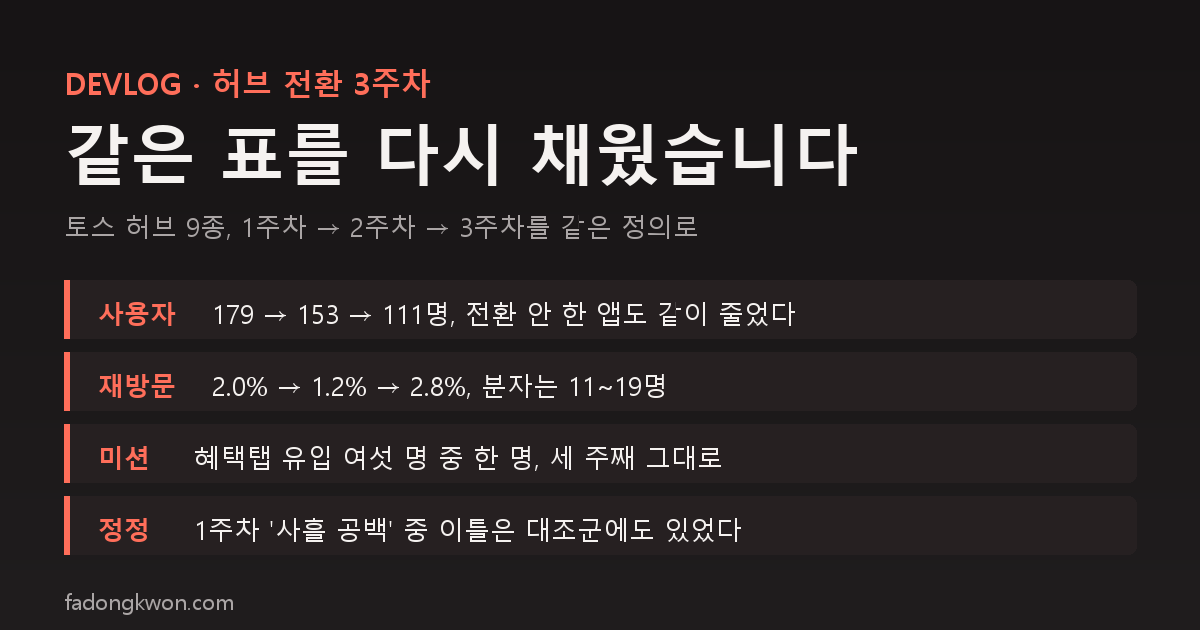 DEVLOG · 허브 전환 3주차
같은 표를 다시 채웠습니다
토스 허브 9종, 1주차 → 2주차 → 3주차를 같은 정의로
사용자 179 → 153 → 111명, 전환 안 한 앱도 같이 줄었다
재방문 2.0% → 1.2% → 2.8%, 분자는 11~19명
미션 혜택탭 유입 여섯 명 중 한 명, 세 주째 그대로
정정 1주차 '사흘 공백' 중 이틀은 대조군에도 있었다
fadongkwon.com